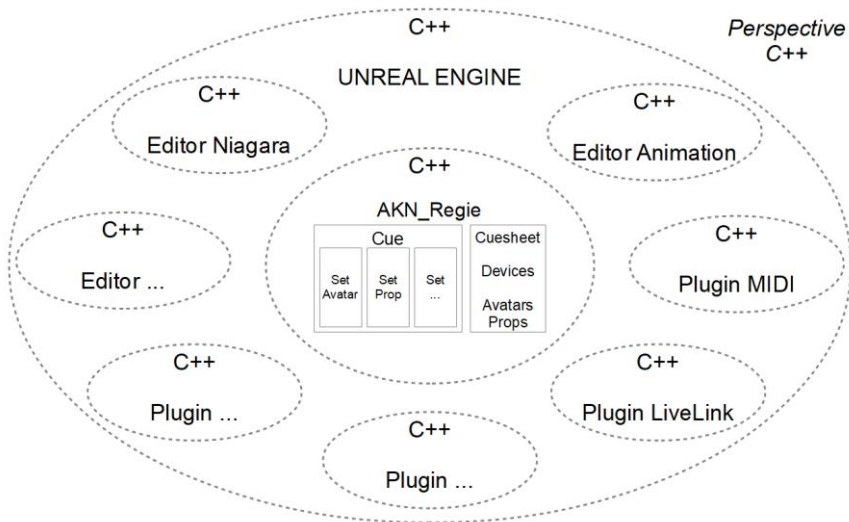 C++
UNREAL ENGINE
Perspective
C++
C++
Editor Niagara
C++
Editor Animation
C++
AKN_Regie
Cue
Set
Avatar
Set
Prop
Set
...
Cuesheet
Devices
Avatars
Props
C++
Editor ...
C++
Plugin MIDI
C++
Plugin ...
C++
Plugin LiveLink
C++
Plugin ...